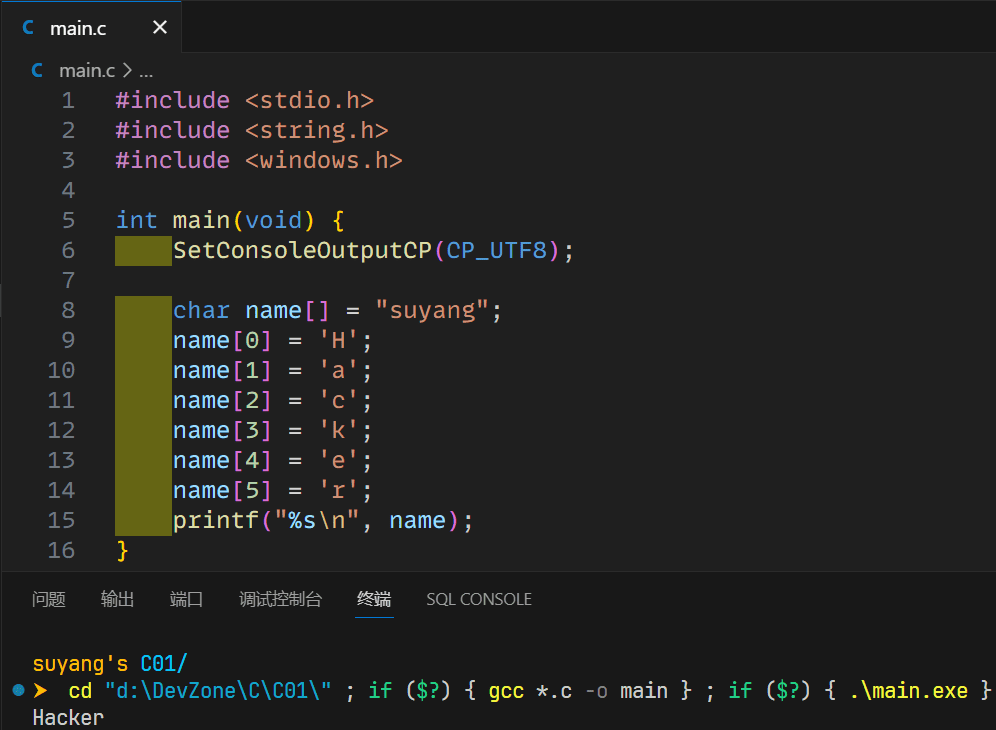 C main.c ×
C main.c > ...
1 #include <stdio.h>
2 #include <string.h>
3 #include <windows.h>
4
5 int main(void) {
6     SetConsoleOutputCP(CP_UTF8);
7
8     char name[] = "suyang";
9     name[0] = 'H';
10     name[1] = 'a';
11     name[2] = 'c';
12     name[3] = 'k';
13     name[4] = 'e';
14     name[5] = 'r';
15     printf("%s\n", name);
16 }
问题 输出 端口 调试控制台 终端 SQL CONSOLE
suyang's C01/
cd "d:\DevZone\C\C01\" ; if ($?) { gcc *.c -o main } ; if ($?) { .\main.exe }
Hacker